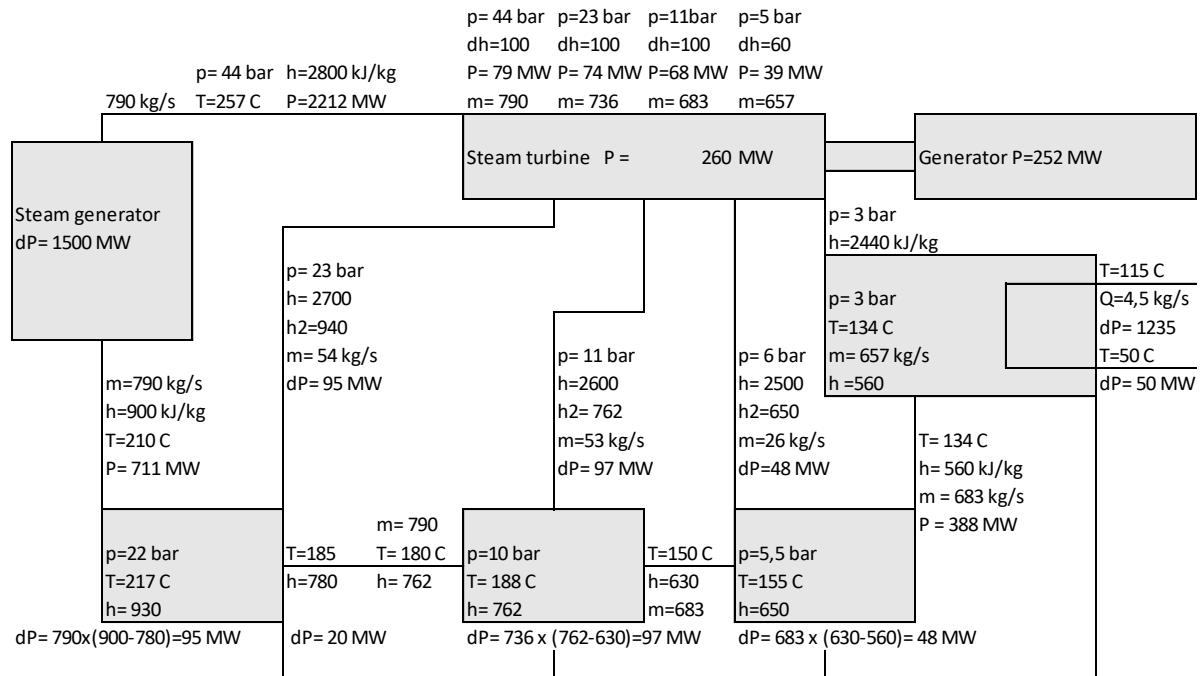 p= 44 bar p=23 bar p=11bar p=5 bar
dh=100 dh=100 dh=100 dh=60
p= 44 bar h=2800 kJ/kg P= 79 MW P= 74 MW P=68 MW P= 39 MW
790 kg/s T=257 C P=2212 MW m= 790 m= 736 m= 683 m=657
Steam turbine P = 260 MW Generator P=252 MW
Steam generator
dP= 1500 MW
p= 3 bar
h=2440 kJ/kg
p= 23 bar
h= 2700
h2=940
m= 54 kg/s
dP= 95 MW
p= 3 bar
T=134 C
m= 657 kg/s
h =560
T=115 C
Q=4,5 kg/s
dP= 1235
T=50 C
dP= 50 MW
p= 11 bar
h=2600
h2= 762
m=53 kg/s
dP= 97 MW
p= 6 bar
h= 2500
h2=650
m=26 kg/s
dP=48 MW
m=790 kg/s
h=900 kJ/kg
T=210 C
P= 711 MW
T= 134 C
h= 560 kJ/kg
m = 683 kg/s
P = 388 MW
p=22 bar
T=217 C
h= 930
T=185
h=780
m= 790
T= 180 C
h= 762
p=10 bar
T= 188 C
h= 762
T=150 C
h=630
m=683
p=5,5 bar
T=155 C
h=650
dP= 790x(900-780)=95 MW dP= 20 MW dP= 736 x (762-630)=97 MW dP= 683 x (630-560)= 48 MW